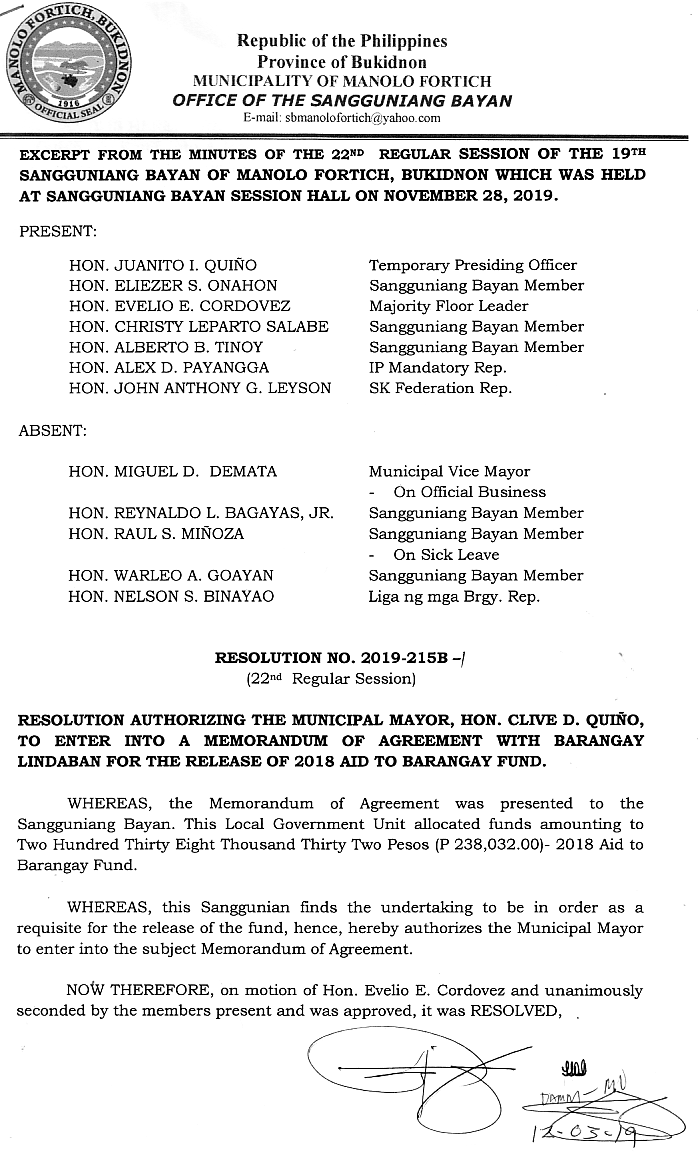 MANOLO FORTICH, BUKIDNON
1916
OFFICIAL SEAL
Republic of the Philippines
Province of Bukidnon
MUNICIPALITY OF MANOLO FORTICH
OFFICE OF THE SANGGUNIANG BAYAN
E-mail: sbmanolofortich@yahoo.com
EXCERPT FROM THE MINUTES OF THE 22ND REGULAR SESSION OF THE 19TH
SANGGUNIANG BAYAN OF MANOLO FORTICH, BUKIDNON WHICH WAS HELD
AT SANGGUNIANG BAYAN SESSION HALL ON NOVEMBER 28, 2019.
PRESENT:
HON. JUANITO I. QUIÑO Temporary Presiding Officer
HON. ELIEZER S. ONAHON Sangguniang Bayan Member
HON. EVELIO E. CORDOVEZ Majority Floor Leader
HON. CHRISTY LEPARTO SALABE Sangguniang Bayan Member
HON. ALBERTO B. TINOY Sangguniang Bayan Member
HON. ALEX D. PAYANGGA IP Mandatory Rep.
HON. JOHN ANTHONY G. LEYSON SK Federation Rep.
ABSENT:
HON. MIGUEL D. DEMATA Municipal Vice Mayor
- On Official Business
HON. REYNALDO L. BAGAYAS, JR. Sangguniang Bayan Member
HON. RAUL S. MIÑOZA Sangguniang Bayan Member
- On Sick Leave
HON. WARLEO A. GOAYAN Sangguniang Bayan Member
HON. NELSON S. BINAYAO Liga ng mga Brgy. Rep.
RESOLUTION NO. 2019-215B -/
(22nd Regular Session)
RESOLUTION AUTHORIZING THE MUNICIPAL MAYOR, HON. CLIVE D. QUIÑO,
TO ENTER INTO A MEMORANDUM OF AGREEMENT WITH BARANGAY
LINDABAN FOR THE RELEASE OF 2018 AID TO BARANGAY FUND.
WHEREAS, the Memorandum of Agreement was presented to the
Sangguniang Bayan. This Local Government Unit allocated funds amounting to
Two Hundred Thirty Eight Thousand Thirty Two Pesos (P 238,032.00)- 2018 Aid to
Barangay Fund.
WHEREAS, this Sanggunian finds the undertaking to be in order as a
requisite for the release of the fund, hence, hereby authorizes the Municipal Mayor
to enter into the subject Memorandum of Agreement.
NOW THEREFORE, on motion of Hon. Evelio E. Cordovez and unanimously
seconded by the members present and was approved, it was RESOLVED,
12-03-19